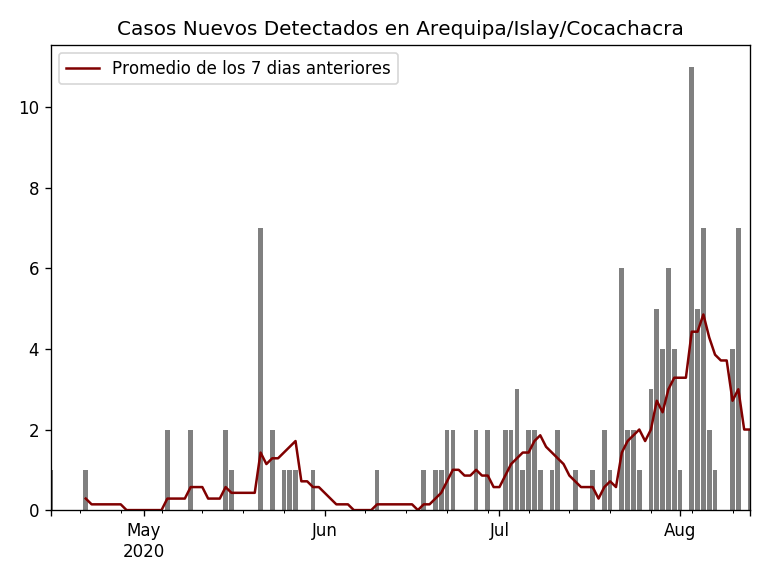 Casos Nuevos Detectados en Arequipa/Islay/Cocachacra
Promedio de los 7 dias anteriores
10
8
6
4
2
0
May Jun Jul Aug
2020